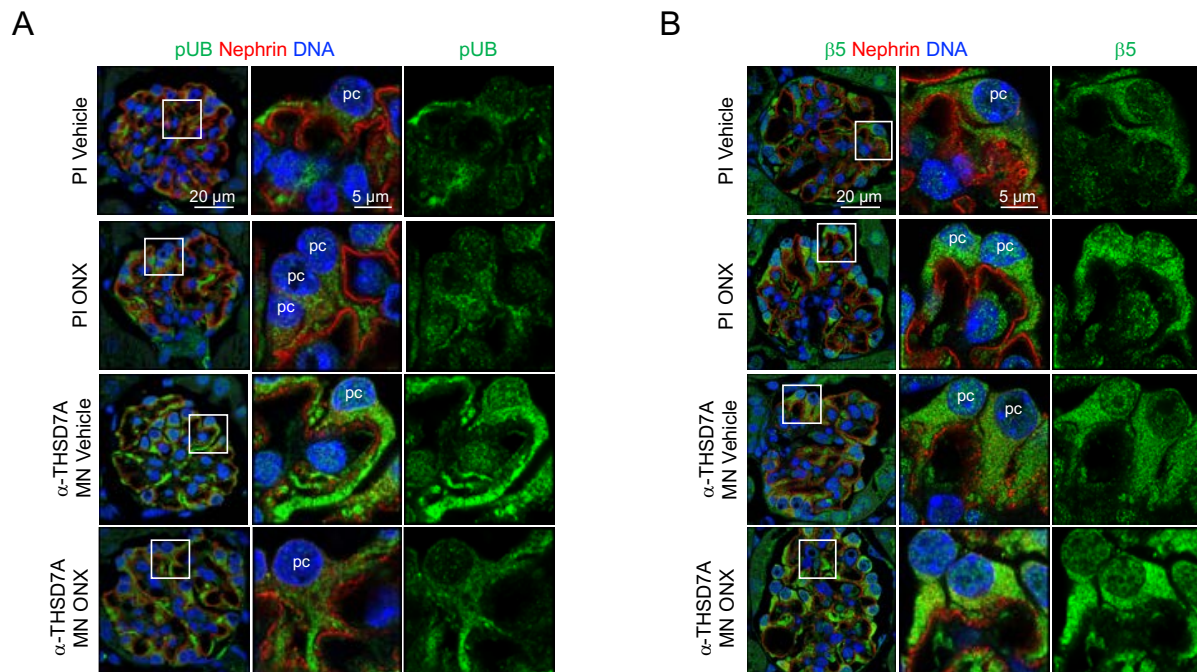 A
pUB Nephrin DNA
pUB
PI Vehicle
pc
20 µm
5 µm
PI ONX
pc
pc
pc
α-THSD7A
MN Vehicle
pc
α-THSD7A
MN ONX
pc
B
β5 Nephrin DNA
β5
PI Vehicle
pc
20 µm
5 µm
PI ONX
pc
pc
α-THSD7A
MN Vehicle
pc
pc
α-THSD7A
MN ONX